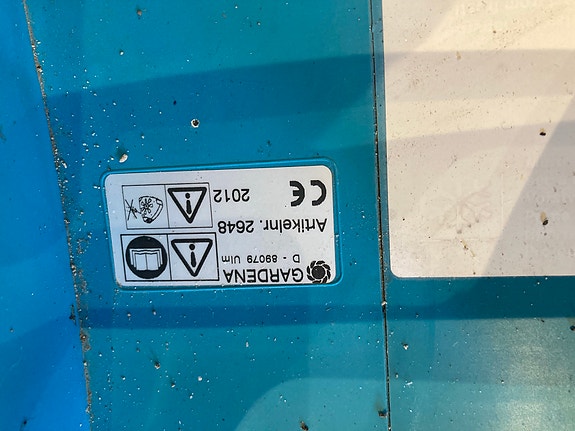 GARDENA
D - 89079 Ulm
Artikelnr. 2648
2012 CE